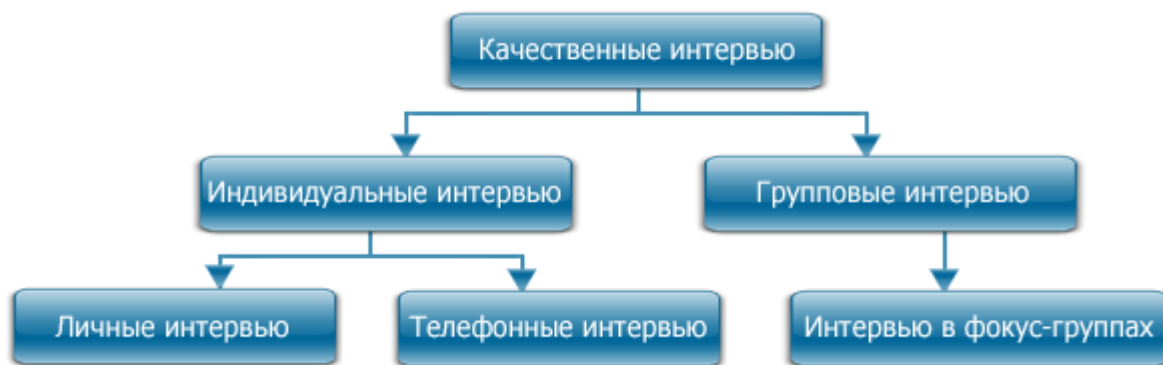 Качественные интервью
Индивидуальные интервью
Групповые интервью
Личные интервью
Телефонные интервью
Интервью в фокус-группах